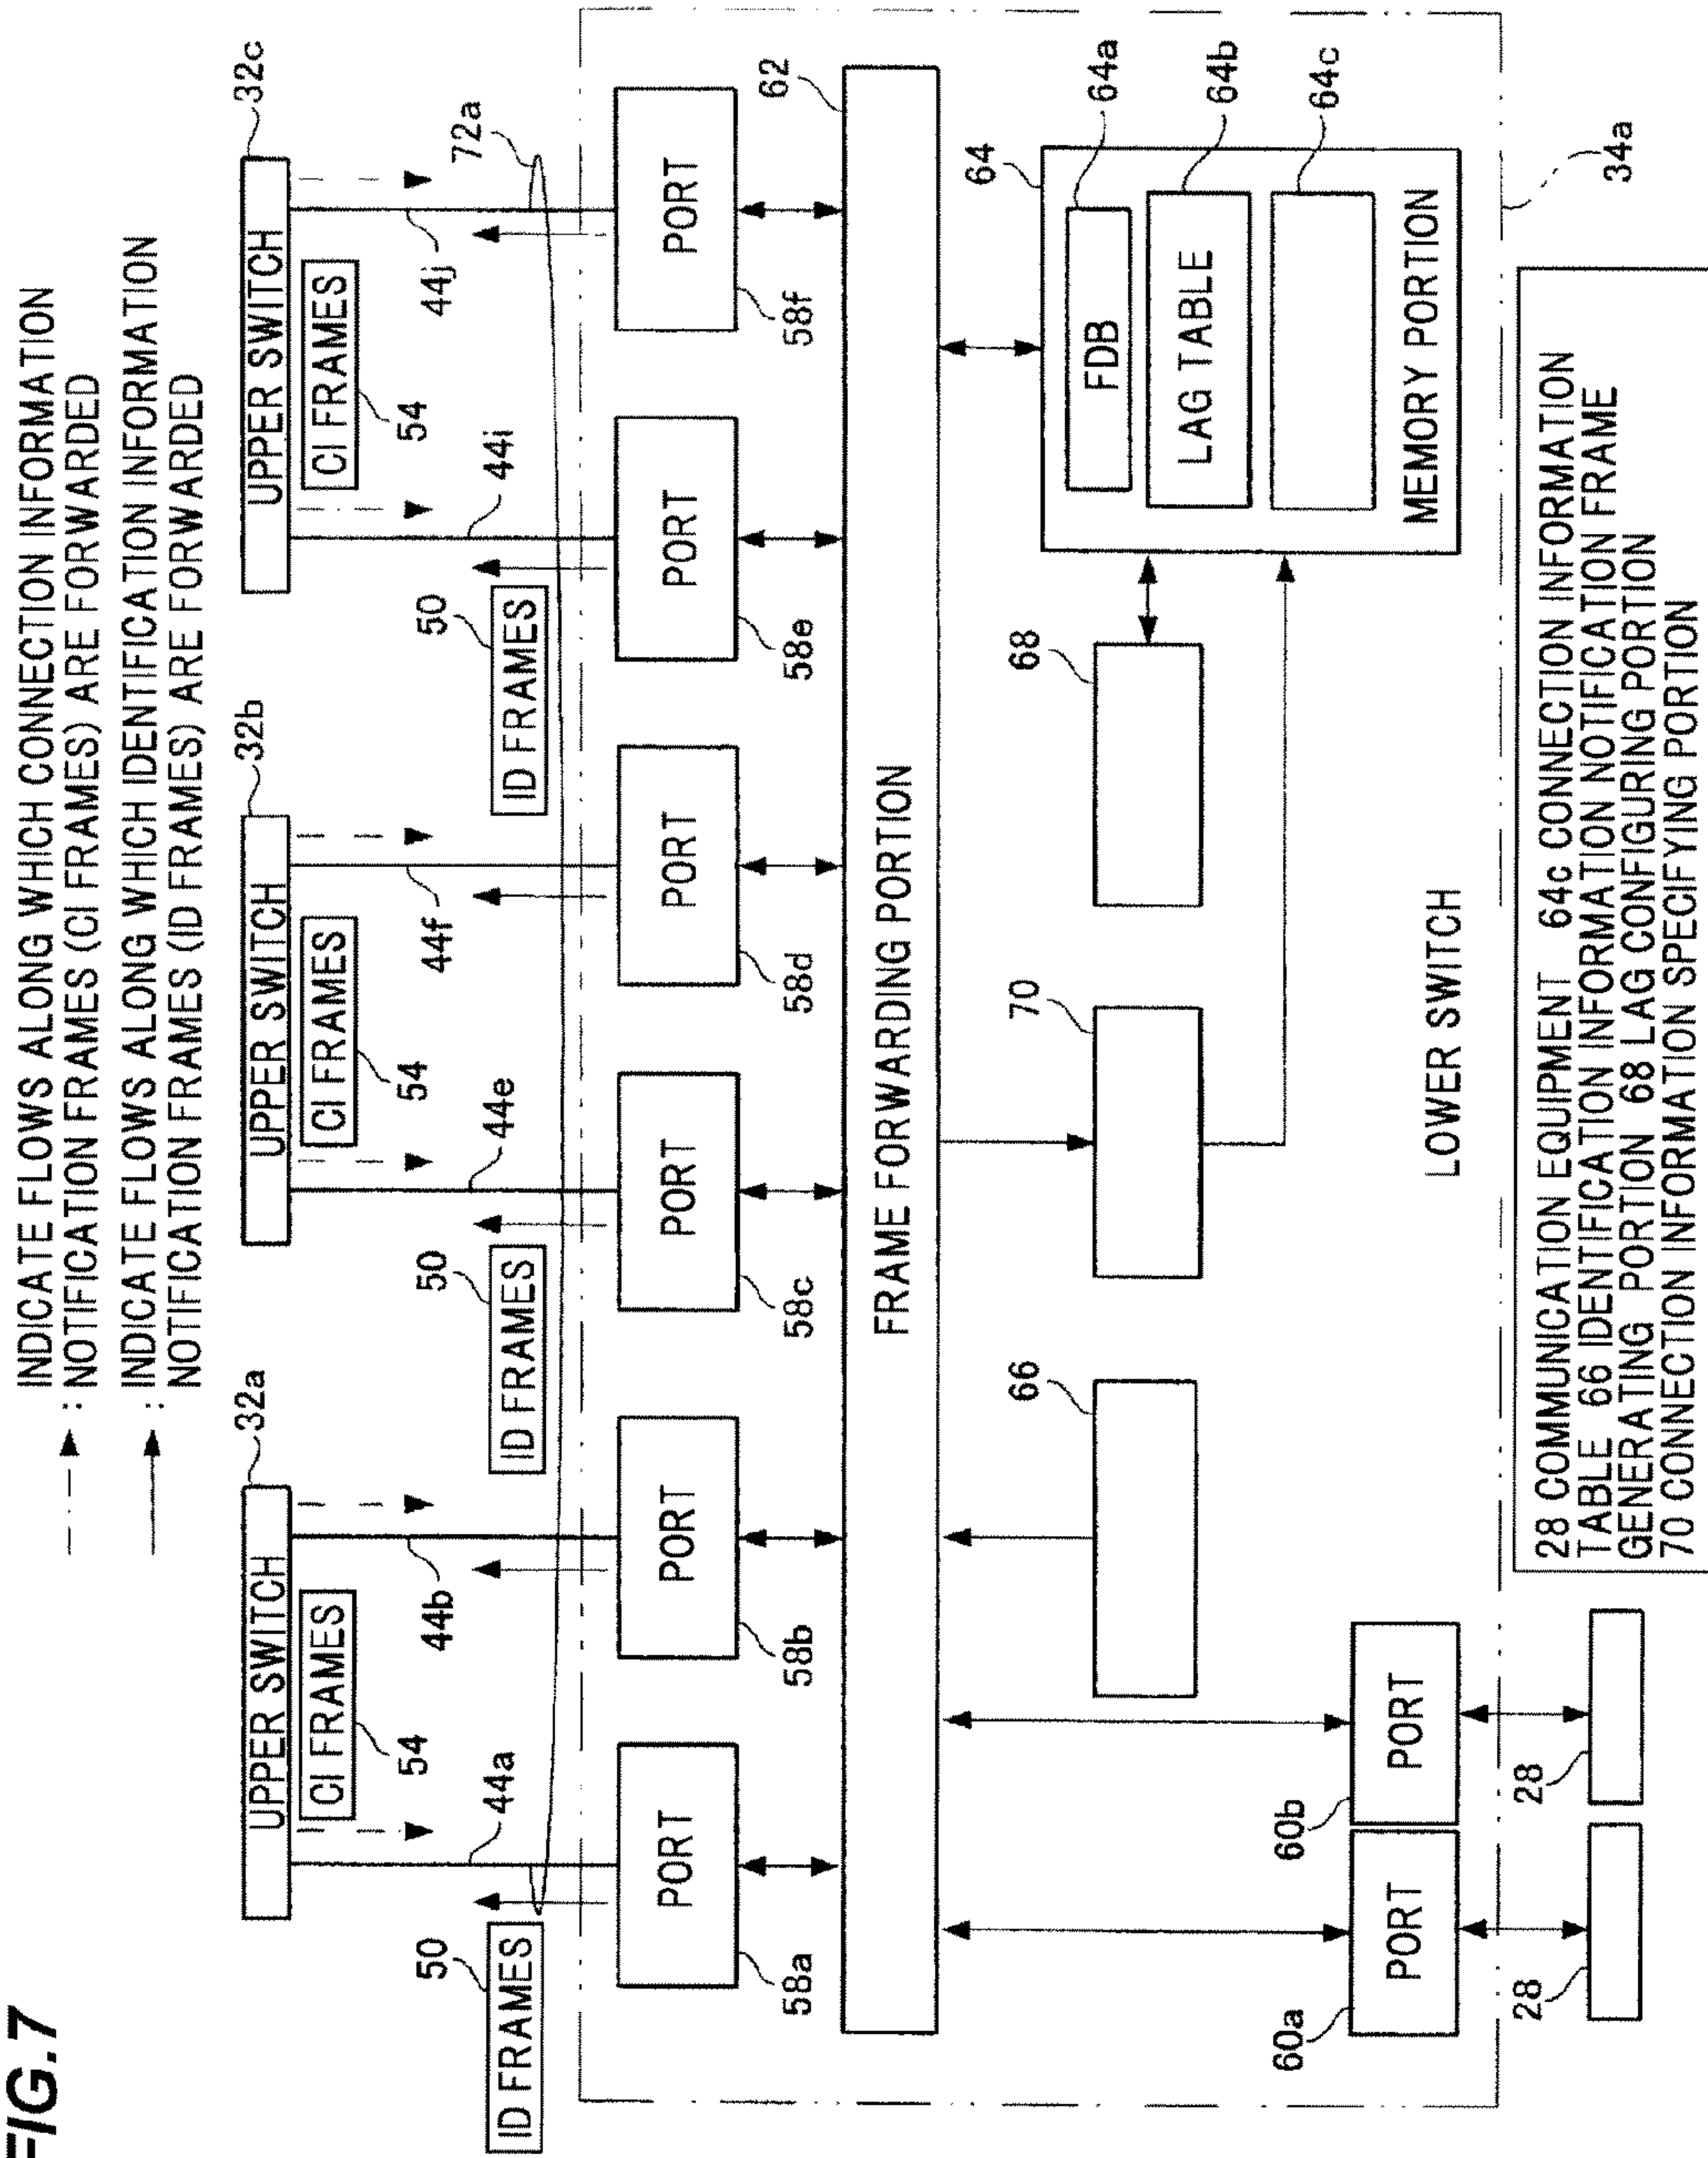 FIG.7
INDICATE FLOWS ALONG WHICH CONNECTION INFORMATION
: NOTIFICATION FRAMES (CI FRAMES) ARE FORWARDED
INDICATE FLOWS ALONG WHICH IDENTIFICATION INFORMATION
: NOTIFICATION FRAMES (ID FRAMES) ARE FORWARDED
32a
32b
32c
UPPER SWITCH
UPPER SWITCH
UPPER SWITCH
CI FRAMES
CI FRAMES
CI FRAMES
54
54
54
44a
44b
44e
44f
44i
44j
72a
50
50
50
ID FRAMES
ID FRAMES
ID FRAMES
PORT
PORT
PORT
PORT
PORT
PORT
58a
58b
58c
58d
58e
58f
62
FRAME FORWARDING PORTION
66
70
68
64
64a
64b
64c
FDB
LAG TABLE
MEMORY PORTION
60a
60b
PORT
PORT
LOWER SWITCH
34a
28
28
28 COMMUNICATION EQUIPMENT 64c CONNECTION INFORMATION
TABLE 66 IDENTIFICATION INFORMATION NOTIFICATION FRAME
GENERATING PORTION 68 LAG CONFIGURING PORTION
70 CONNECTION INFORMATION SPECIFYING PORTION